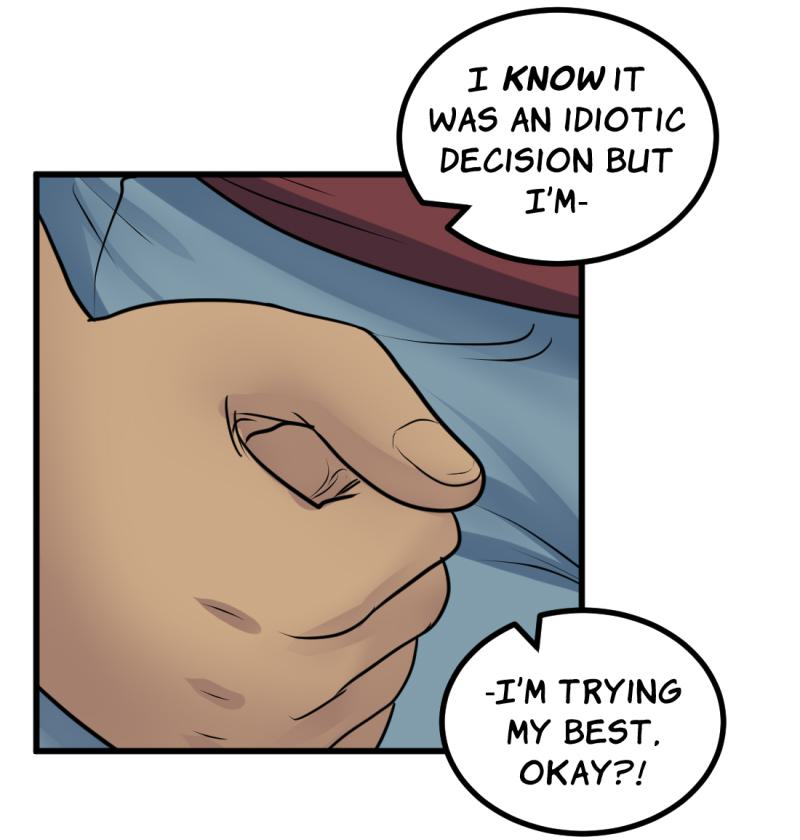 I KNOW IT
WAS AN IDIOTIC
DECISION BUT
I'M-
-I'M TRYING
MY BEST.
OKAY?!